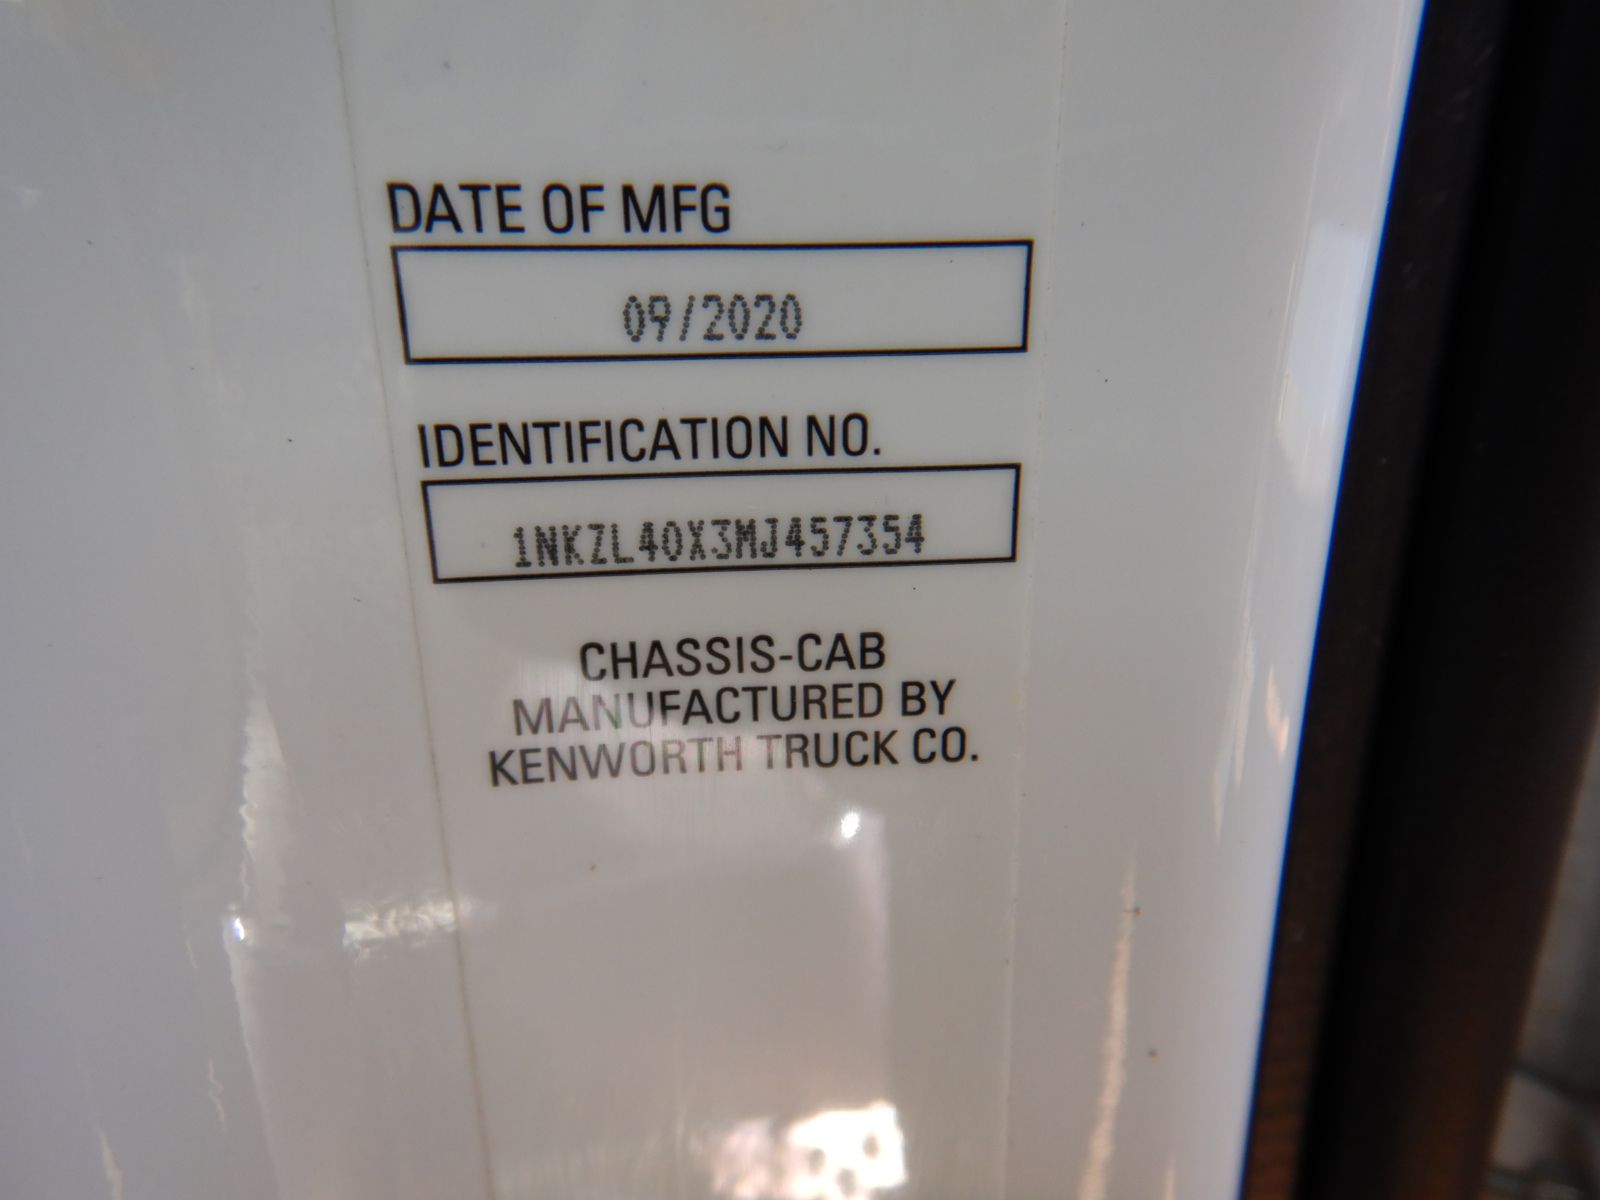 DATE OF MFG
09/2020
IDENTIFICATION NO.
1NKZL40X3MJ457354
CHASSIS-CAB
MANUFACTURED BY
KENWORTH TRUCK CO.